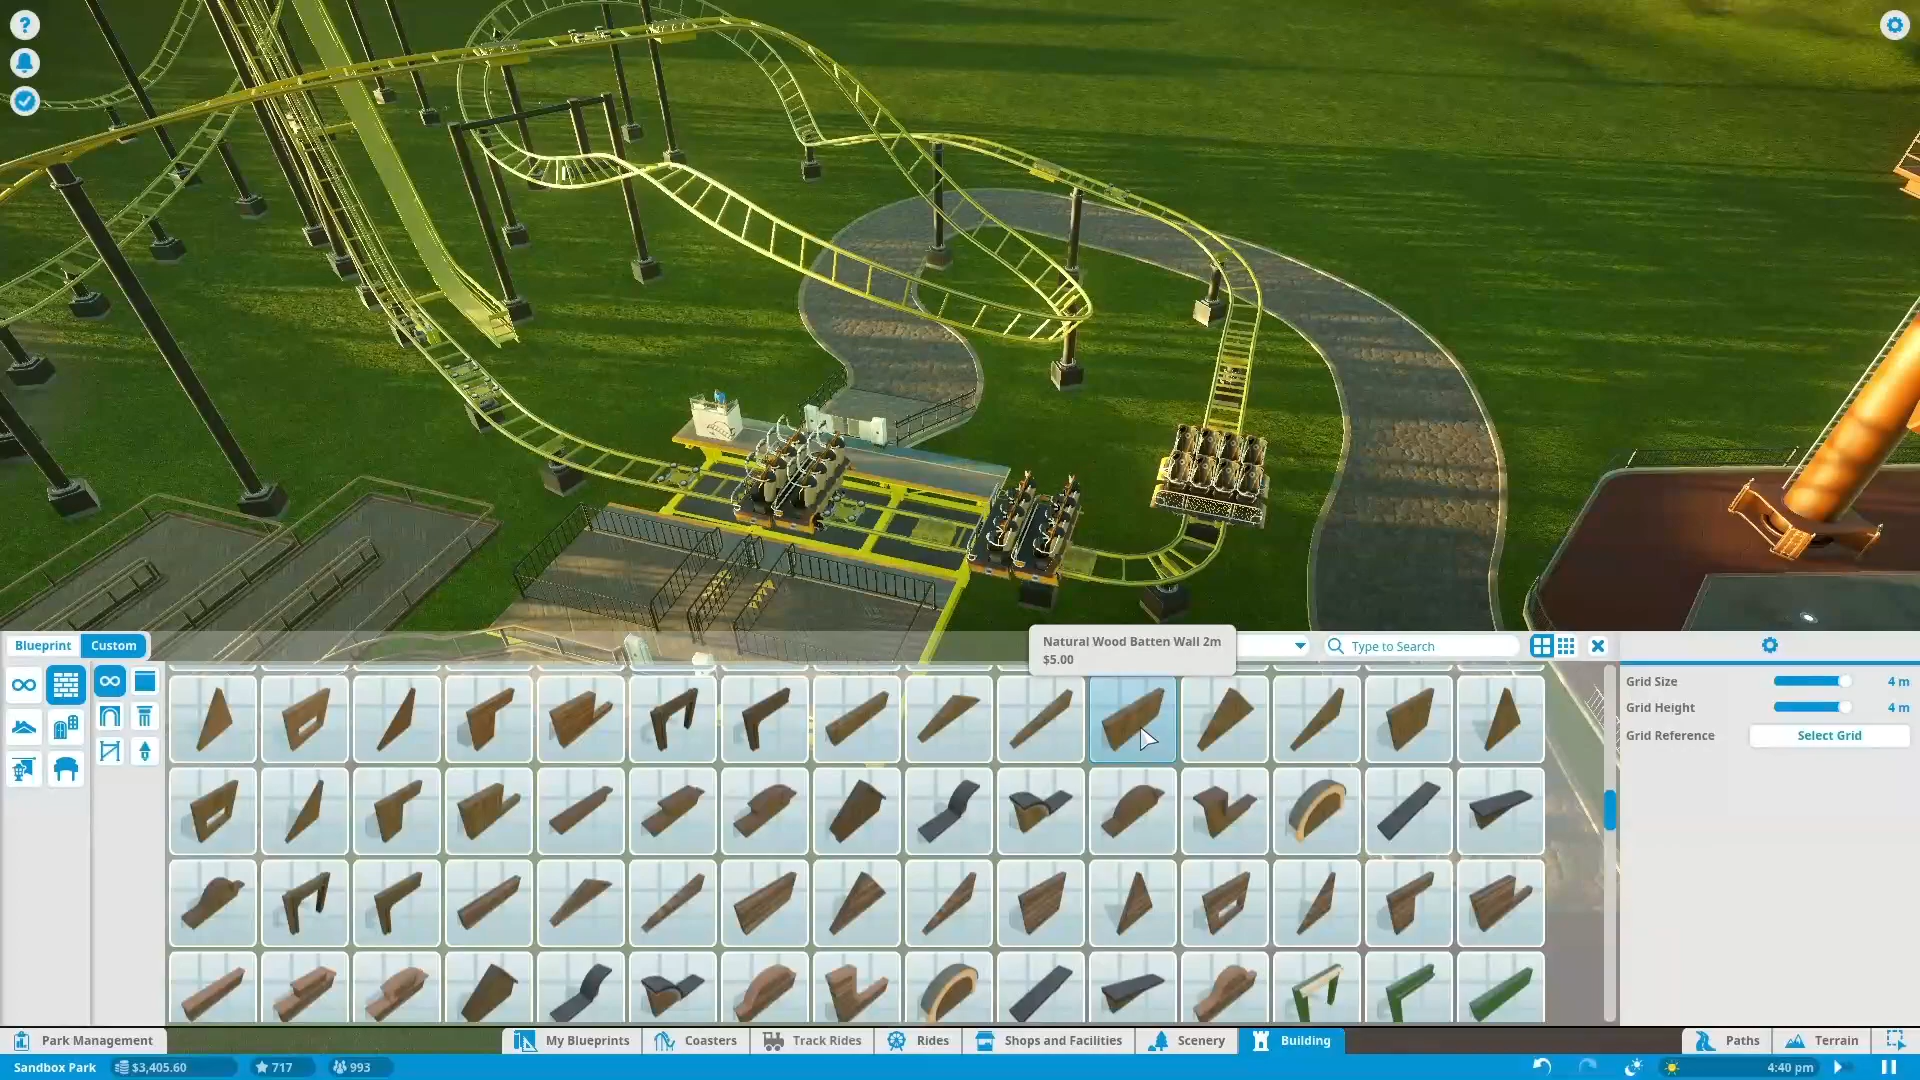 ?
Blueprint
Custom
Natural Wood Batten Wall 2m
$5.00
Type to Search
Grid Size
4 m
Grid Height
4 m
Grid Reference
Select Grid
Park Management
My Blueprints
Coasters
Track Rides
Rides
Shops and Facilities
Scenery
Building
Paths
Terrain
Sandbox Park
$3,405.60
717
993
4:40 pm